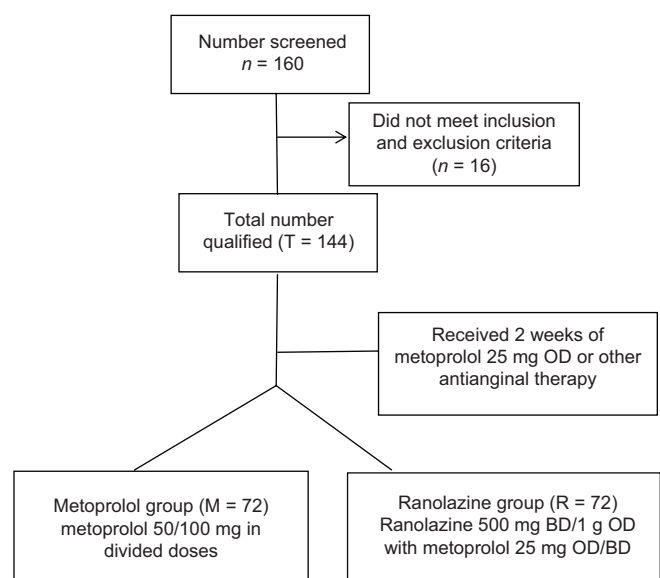 Number screened
n = 160
Did not meet inclusion
and exclusion criteria
(n = 16)
Total number
qualified (T = 144)
Received 2 weeks of
metoprolol 25 mg OD or other
antianginal therapy
Metoprolol group (M = 72)
metoprolol 50/100 mg in
divided doses
Ranolazine group (R = 72)
Ranolazine 500 mg BD/1 g OD
with metoprolol 25 mg OD/BD